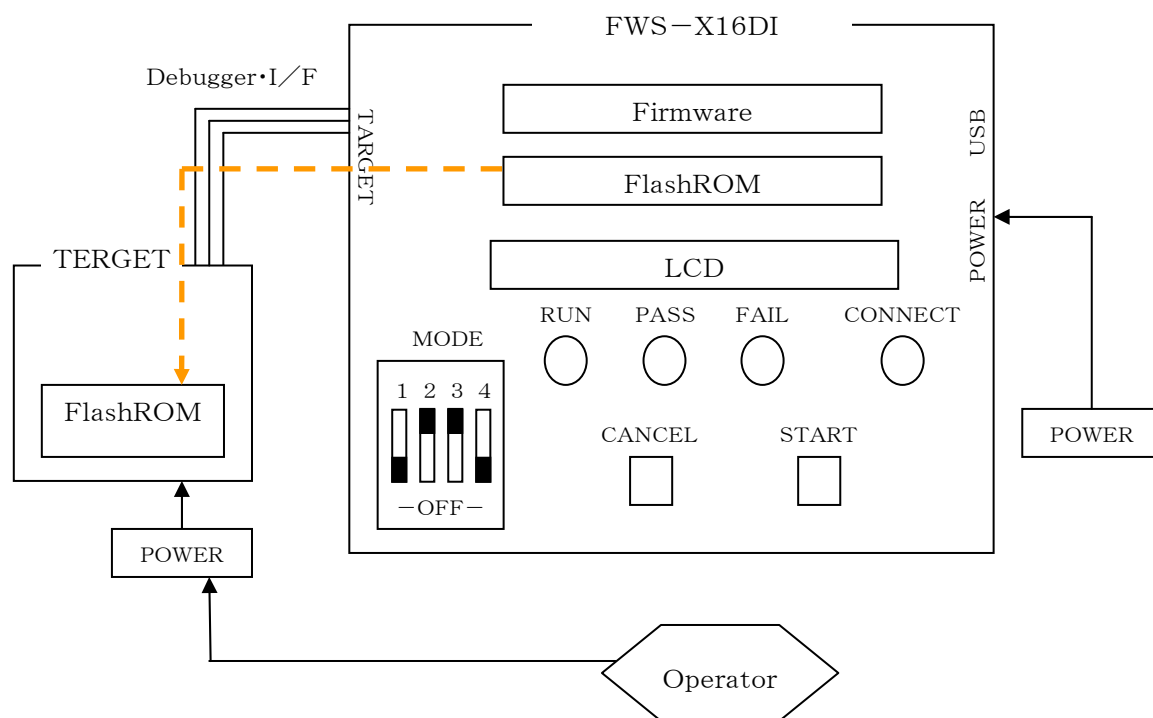 FWS－X16DI
Debugger・I／F
Firmware
TARGET
USB
FlashROM
POWER
TERGET
LCD
RUN PASS FAIL CONNECT
MODE
1 2 3 4
FlashROM
CANCEL START
POWER
－OFF－
POWER
Operator